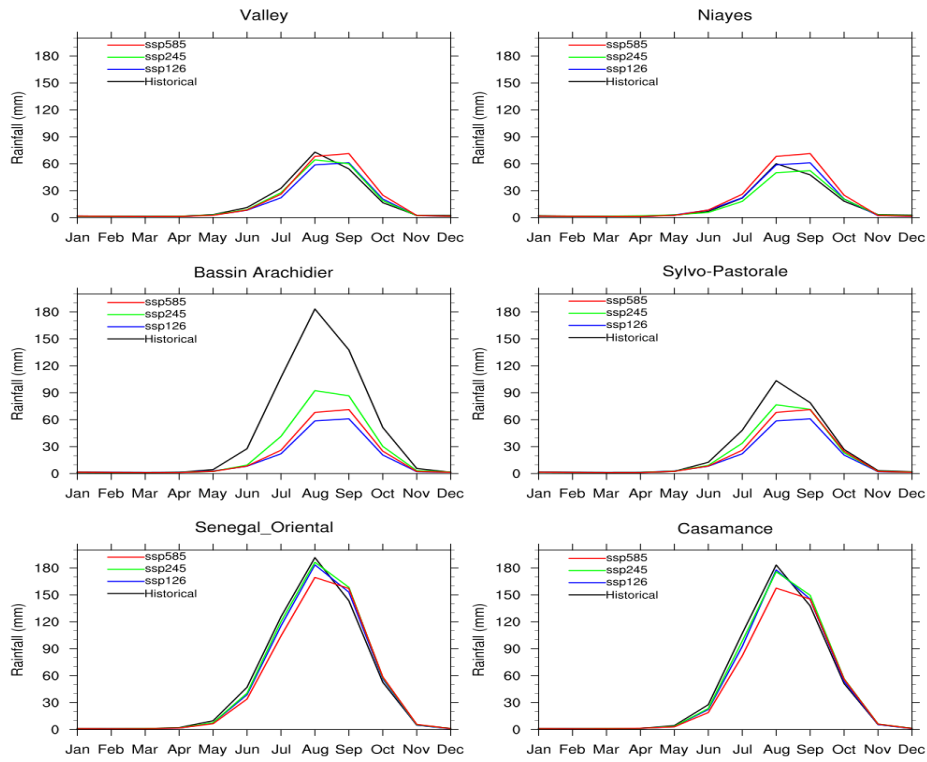 Valley
ssp585
ssp245
ssp126
Historical
Rainfall (mm)
180
150
120
90
60
30
0
Jan Feb Mar Apr May Jun Jul Aug Sep Oct Nov Dec
Niayes
ssp585
ssp245
ssp126
Historical
Rainfall (mm)
180
150
120
90
60
30
0
Jan Feb Mar Apr May Jun Jul Aug Sep Oct Nov Dec
Bassin Arachidier
ssp585
ssp245
ssp126
Historical
Rainfall (mm)
180
150
120
90
60
30
0
Jan Feb Mar Apr May Jun Jul Aug Sep Oct Nov Dec
Sylvo-Pastorale
ssp585
ssp245
ssp126
Historical
Rainfall (mm)
180
150
120
90
60
30
0
Jan Feb Mar Apr May Jun Jul Aug Sep Oct Nov Dec
Senegal_Oriental
ssp585
ssp245
ssp126
Historical
Rainfall (mm)
180
150
120
90
60
30
0
Jan Feb Mar Apr May Jun Jul Aug Sep Oct Nov Dec
Casamance
ssp585
ssp245
ssp126
Historical
Rainfall (mm)
180
150
120
90
60
30
0
Jan Feb Mar Apr May Jun Jul Aug Sep Oct Nov Dec